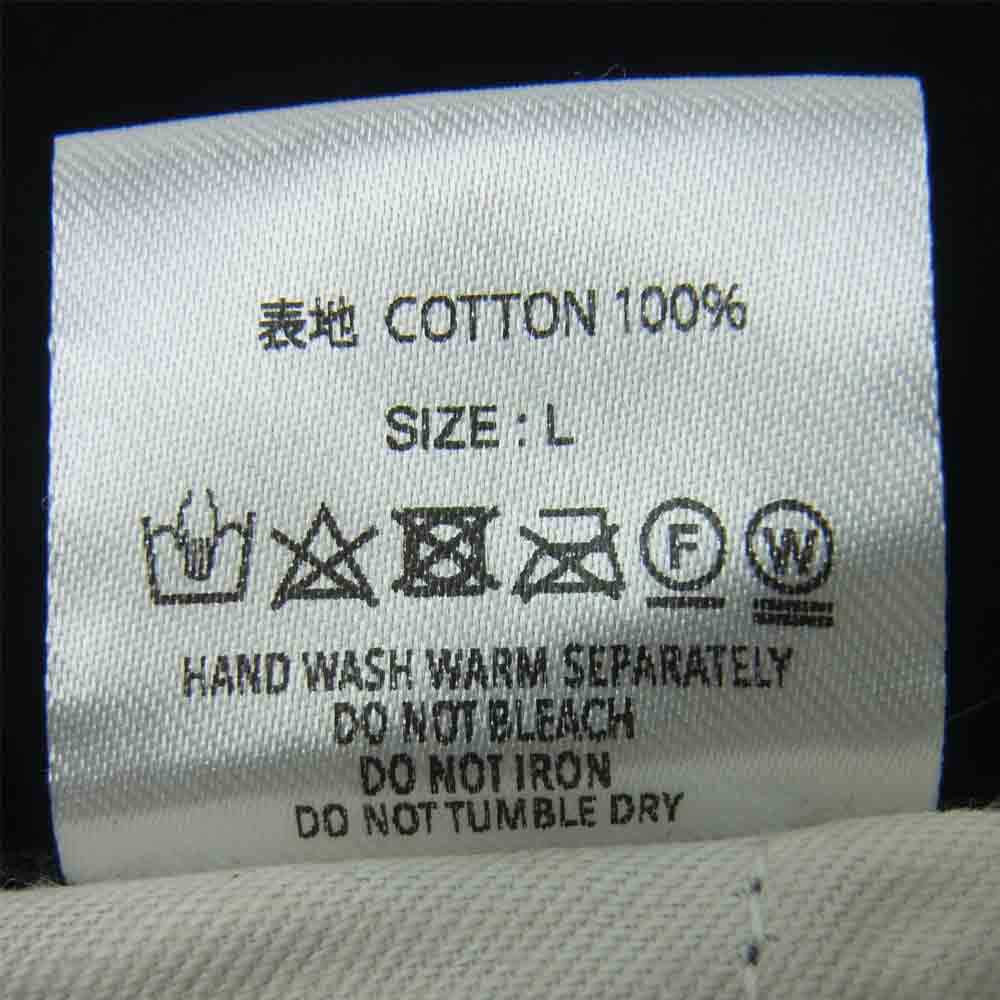 表地 COTTON 100%
SIZE : L
F W
HAND WASH WARM SEPARATELY
DO NOT BLEACH
DO NOT IRON
DO NOT TUMBLE DRY